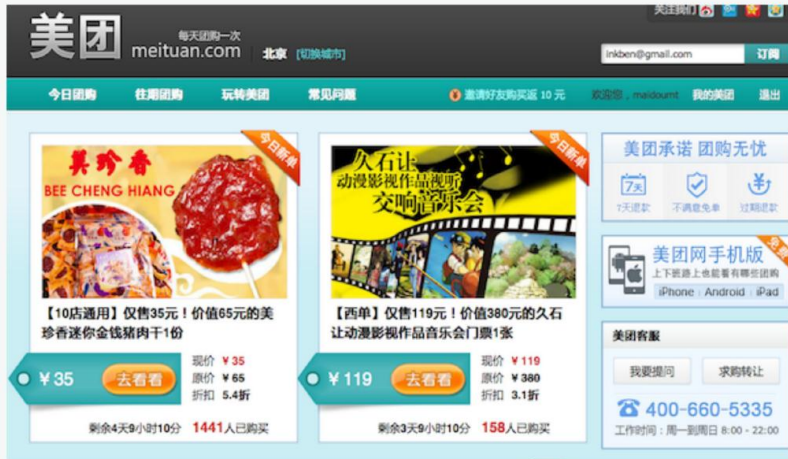 美团
每天团购一次
meituan.com
北京 [切换城市]
关注我们
inkben@gmail.com
订阅
今日团购 往期团购 玩转美团 常见问题
邀请好友购买返 10 元
欢迎您，maidoumt 我的美团 退出
今日新单
美珍香
BEE CHENG HIANG
【10店通用】仅售35元！价值65元的美
珍香迷你金钱猪肉干1份
¥35 去看看
现价 ¥35
原价 ¥65
折扣 5.4折
剩余4天9小时10分 1441人已购买
今日新单
久石让
动漫影视作品视听
交响音乐会
【西单】仅售119元！价值380元的久石
让动漫影视作品音乐会门票1张
¥119 去看看
现价 ¥119
原价 ¥380
折扣 3.1折
剩余3天9小时10分 158人已购买
美团承诺 团购无忧
7天
7天退款 不满意免单 过期退款
免费
美团网手机版
上下班路上也能看有哪些团购
iPhone | Android | iPad
美团客服
我要提问 求购转让
400-660-5335
工作时间：周一到周日 8:00 - 22:00